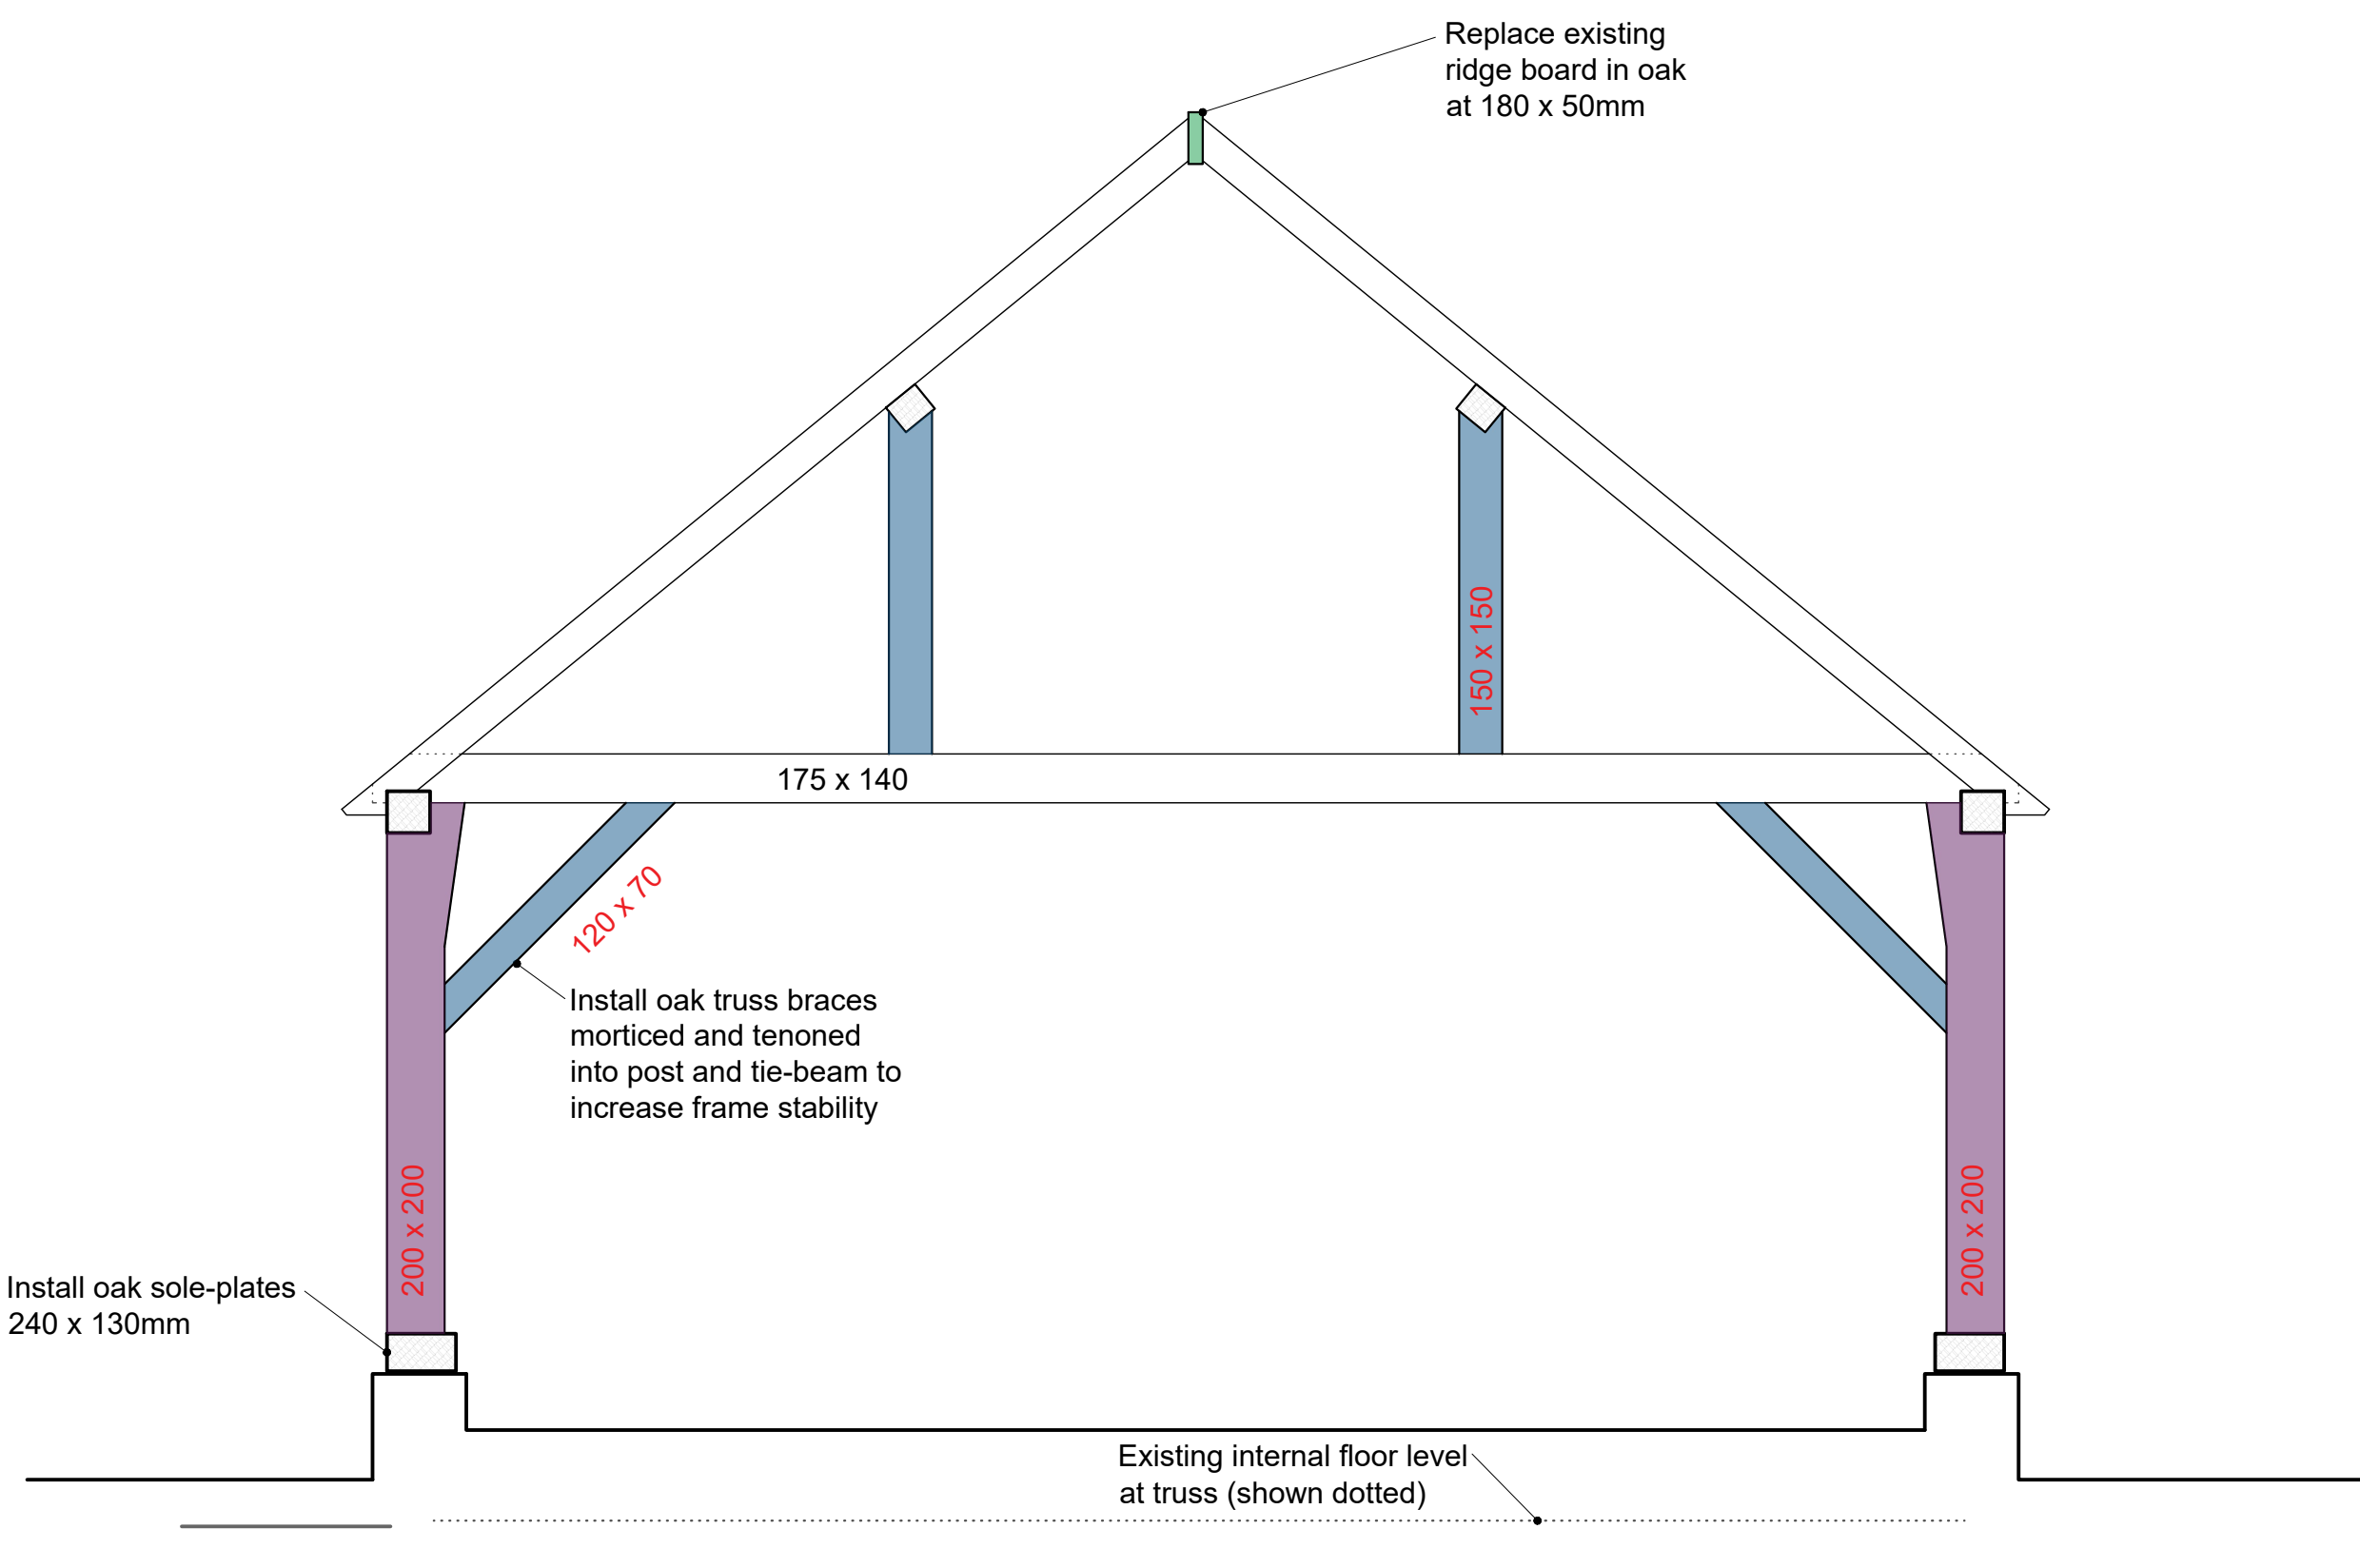 Replace existing
ridge board in oak
at 180 x 50mm
150 x 150
175 x 140
120 x 70
Install oak truss braces
morticed and tenoned
into post and tie-beam to
increase frame stability
200 x 200
200 x 200
Install oak sole-plates
240 x 130mm
Existing internal floor level
at truss (shown dotted)